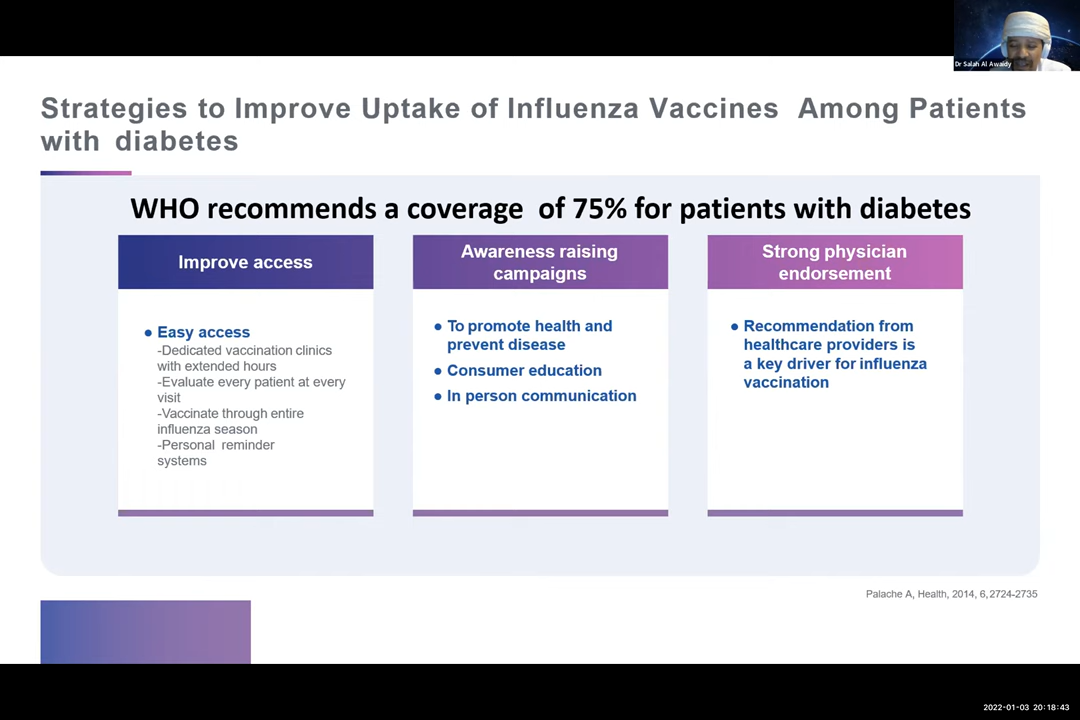 Dr Salah Al Awaidy
Strategies to Improve Uptake of Influenza Vaccines Among Patients
with diabetes
WHO recommends a coverage of 75% for patients with diabetes
Improve access
● Easy access
-Dedicated vaccination clinics
with extended hours
-Evaluate every patient at every
visit
-Vaccinate through entire
influenza season
-Personal reminder
systems
Awareness raising
campaigns
● To promote health and
prevent disease
● Consumer education
● In person communication
Strong physician
endorsement
● Recommendation from
healthcare providers is
a key driver for influenza
vaccination
Palache A, Health, 2014, 6, 2724-2735
2022-01-03 20:18:43